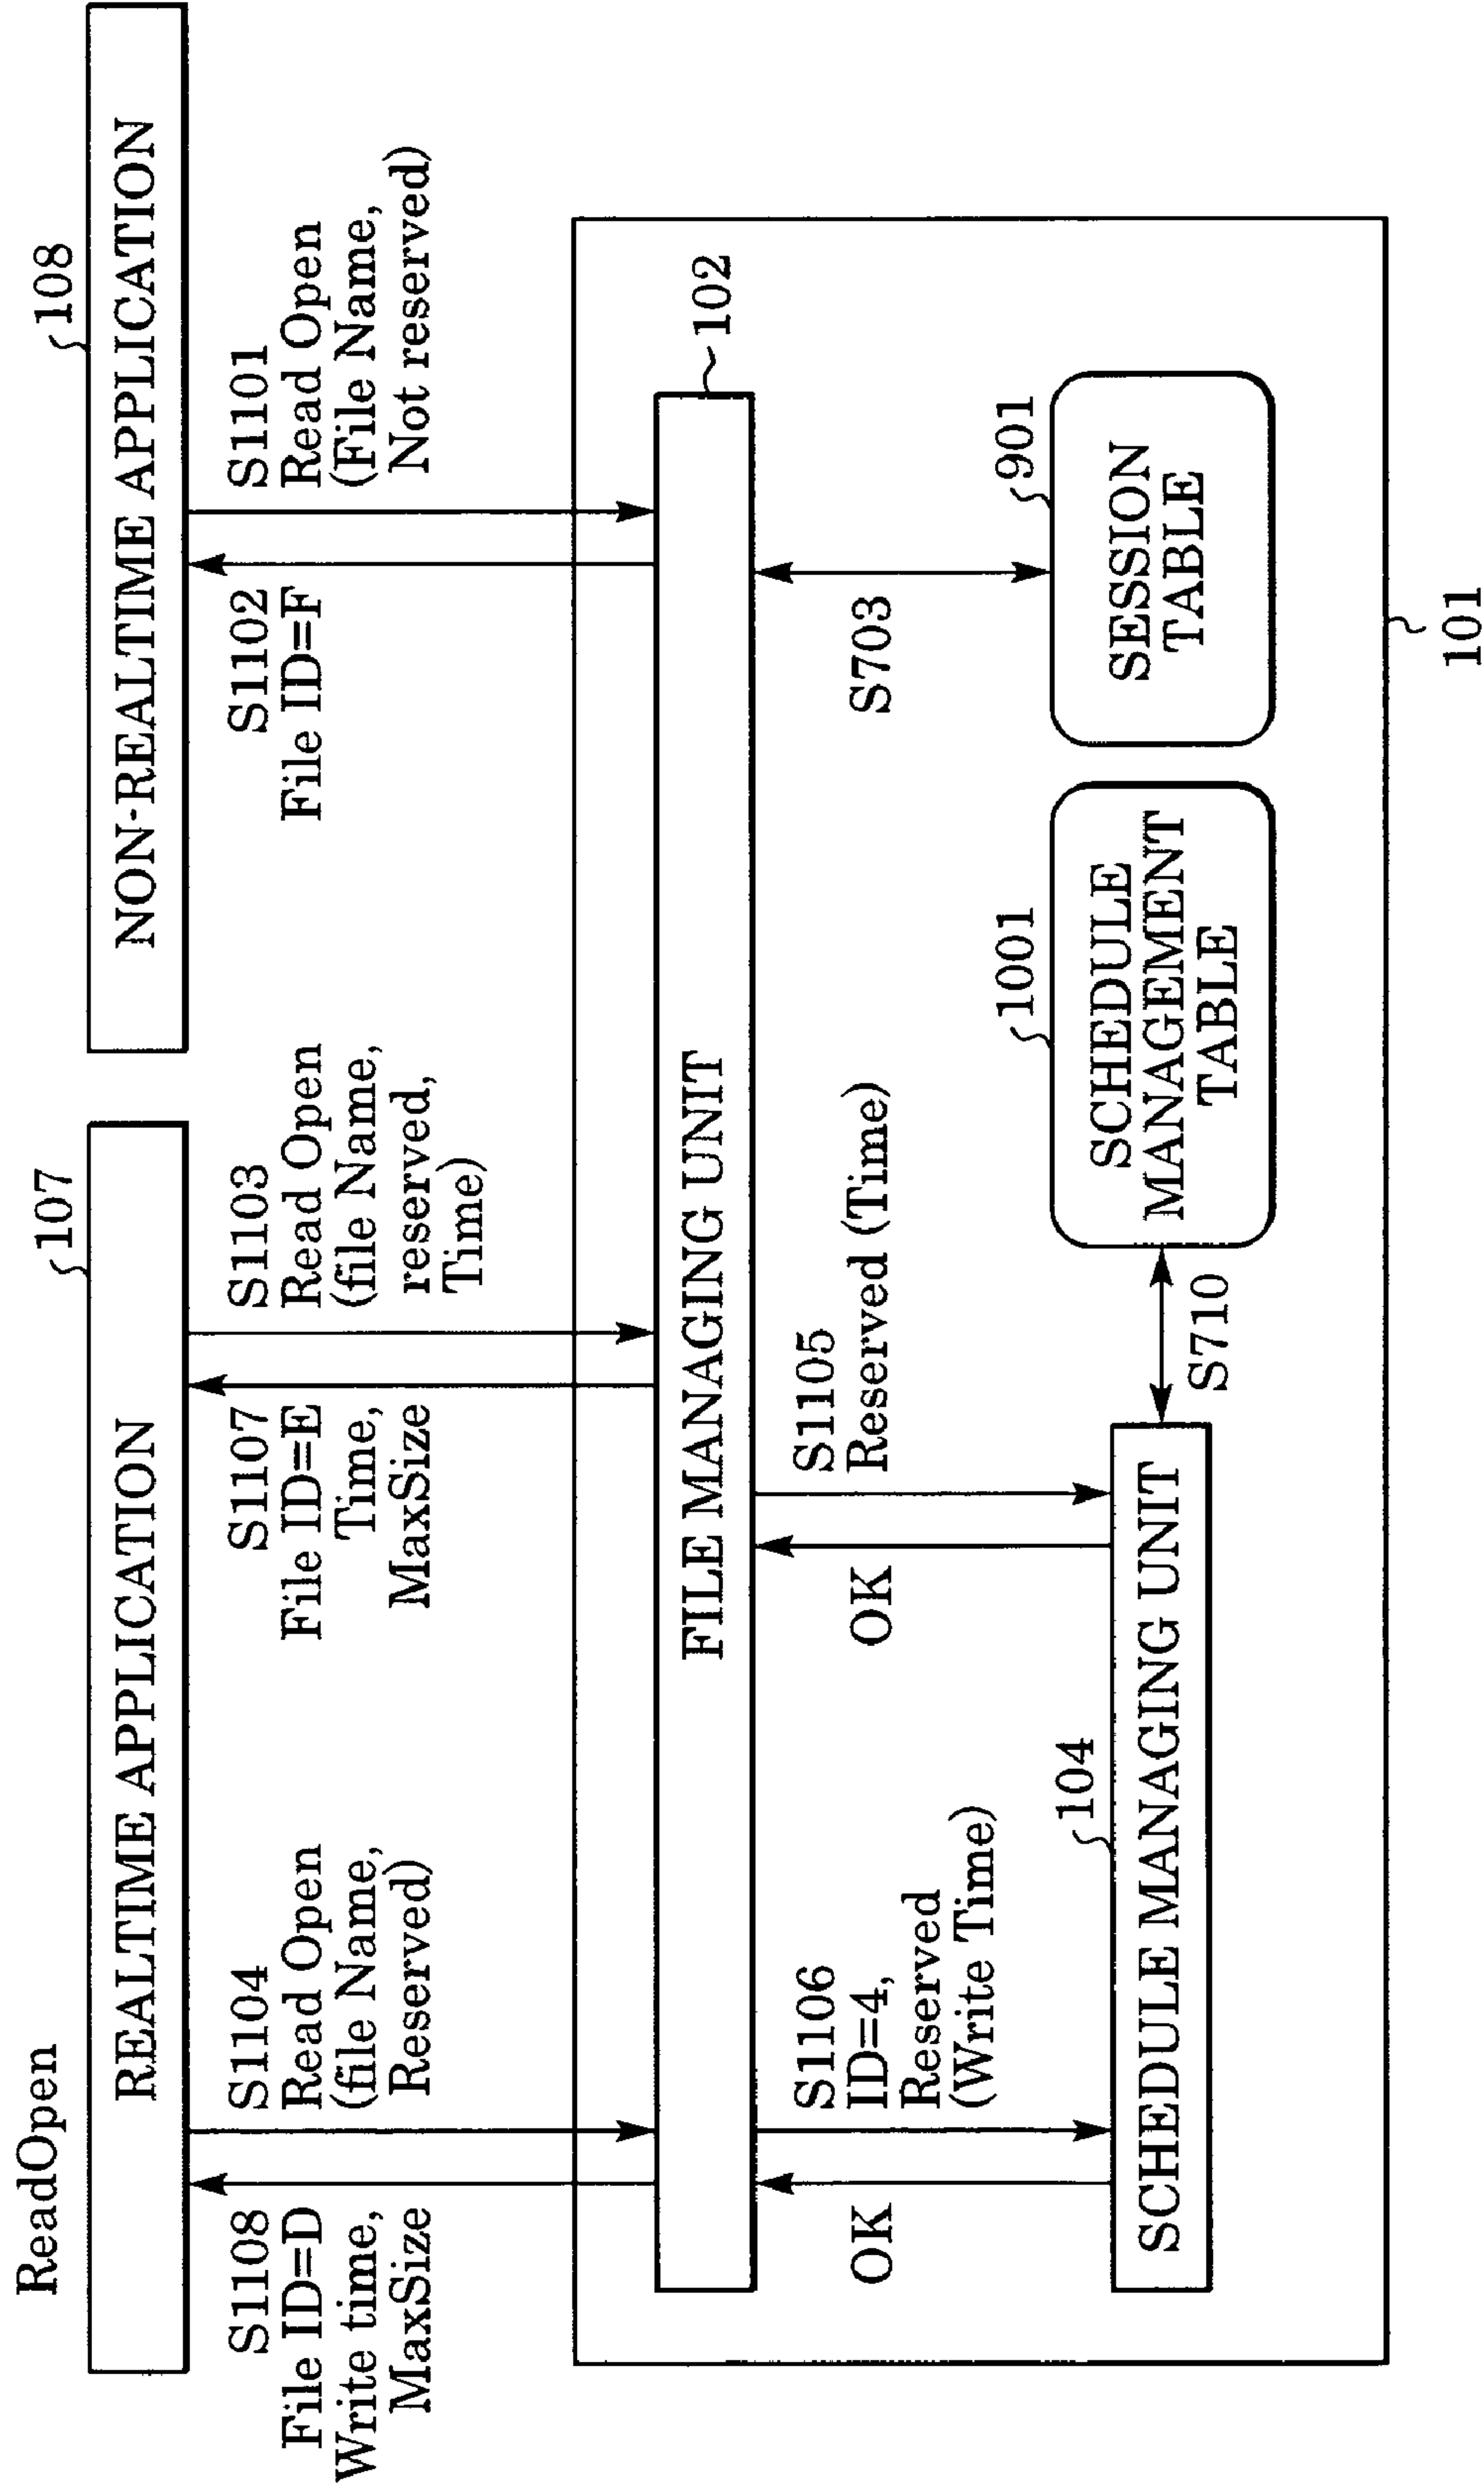 ReadOpen
107
REALTIME APPLICATION
108
NON-REALTIME APPLICATION
S1108
File ID=D
Write time,
MaxSize
S1104
Read Open
(file Name,
Reserved)
S1107
File ID=E
Time,
MaxSize
S1103
Read Open
(file Name,
reserved,
Time)
S1102
File ID=F
S1101
Read Open
(File Name,
Not reserved)
FILE MANAGING UNIT
102
OK
S1106
ID=4,
Reserved
(Write Time)
OK
S1105
Reserved (Time)
S703
104
SCHEDULE MANAGING UNIT
S710
1001
SCHEDULE
MANAGEMENT
TABLE
901
SESSION
TABLE
101